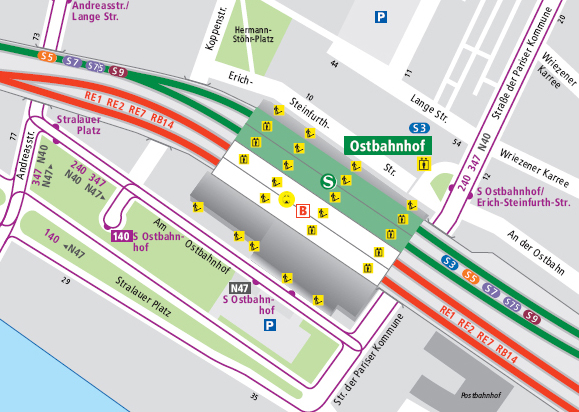 Andreasstr./
Lange Str.
73
Koppenstr.
Hermann-
Stöhr-Platz
P
44
11
20
Straße der Pariser Kommune
Wriezener
Karree
S5 S7 S75 S9
Erich-
10
Steinfurth-
Str.
Lange Str.
54
S3
Ostbahnhof
RE1 RE2 RE7 RB14
Stralauer
Platz
77
Andreasstr.
347 N40
N47
240 347
N40
N47
S
B
240 347 N40
12
Wriezener Karree
S Ostbahnhof/
Erich-Steinfurth-Str.
An der Ostbahn
140 S Ostbahn-
hof
Am Ostbahnhof
140 N47
29
Stralauer Platz
N47
S Ostbahn-
hof
P
S3 S5 S7 S75 S9
RE1 RE2 RE7 RB14
Str. der Pariser Kommune
35
Postbahnhof